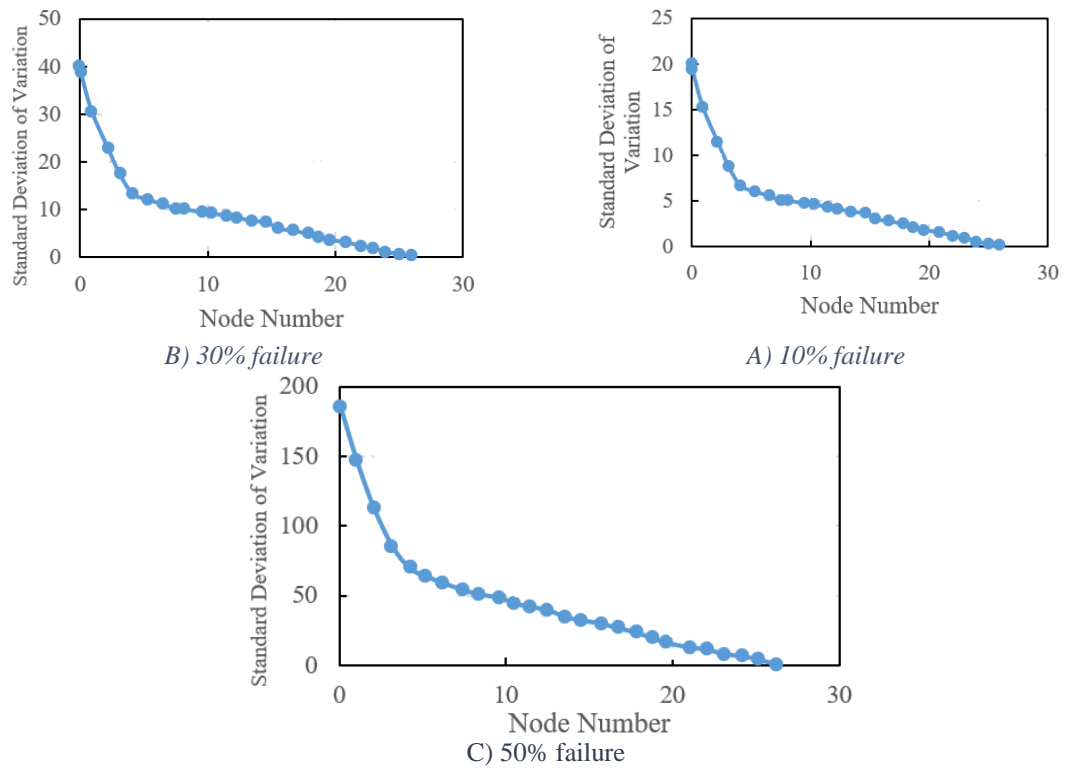 Standard Deviation of Variation
50
40
30
20
10
0
0 10 20 30
Node Number
B) 30% failure
Standard Deviation of
Variation
25
20
15
10
5
0
0 10 20 30
Node Number
A) 10% failure
Standard Deviation of Variation
200
150
100
50
0
0 10 20 30
Node Number
C) 50% failure